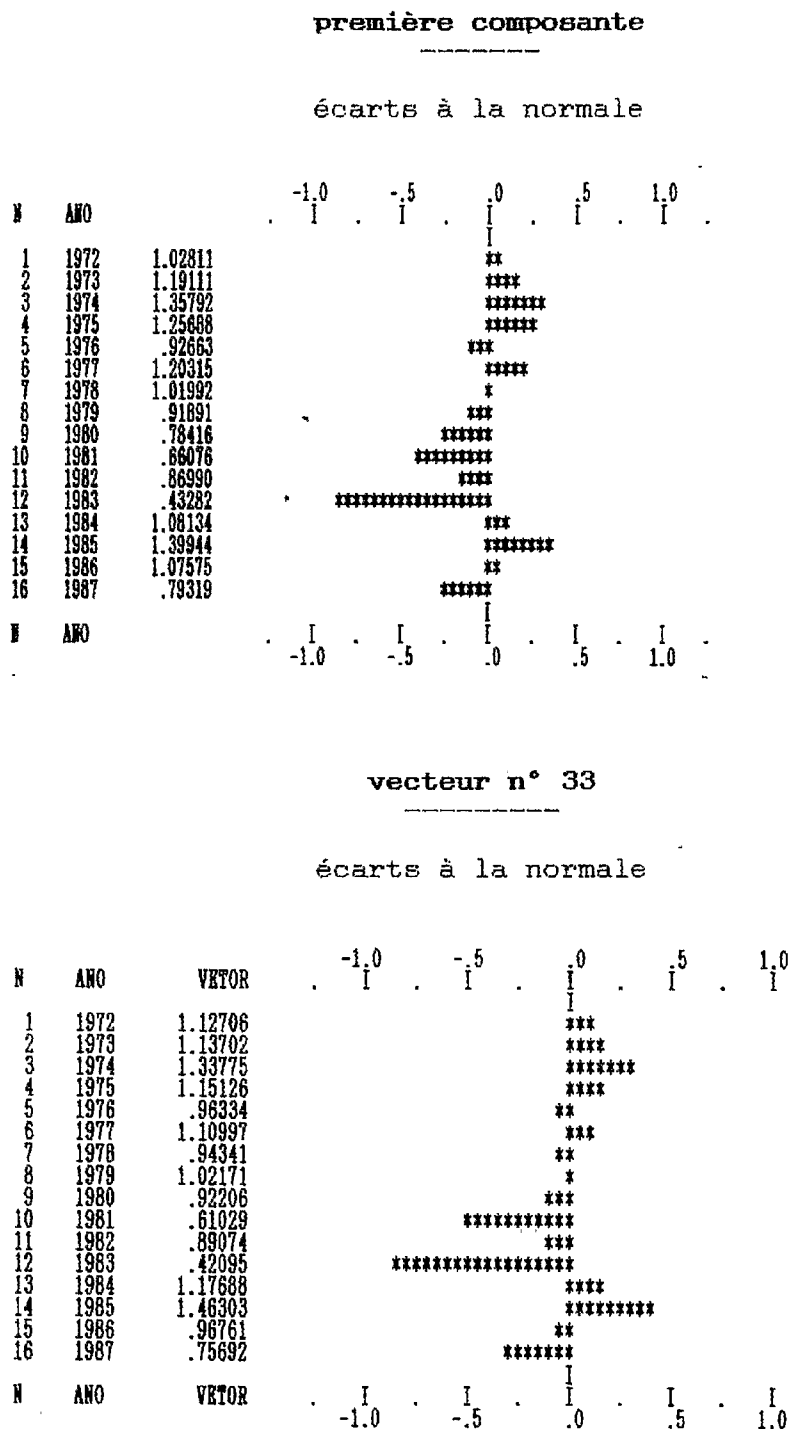 première composante
-------
écarts à la normale
-1.0 -.5 .0 .5 1.0
N ANO . I . I . I . I . I .
I
1 1972 1.02811 **
2 1973 1.19111 ****
3 1974 1.35792 *******
4 1975 1.25688 ******
5 1976 .92663 ***
6 1977 1.20315 *****
7 1978 1.01992 *
8 1979 .91891 ***
9 1980 .78416 ******
10 1981 .66076 *********
11 1982 .86990 ****
12 1983 .43282 ******************
13 1984 1.08134 ***
14 1985 1.39944 ********
15 1986 1.07575 **
16 1987 .79319 ******
I
N ANO . I . I . I . I . I .
-1.0 -.5 .0 .5 1.0
vecteur n° 33
---------
écarts à la normale
-1.0 -.5 .0 .5 1.0
N ANO VETOR . I . I . I . I . I
I
1 1972 1.12706 ***
2 1973 1.13702 ****
3 1974 1.33775 *******
4 1975 1.15126 ****
5 1976 .96334 **
6 1977 1.10997 ***
7 1978 .94341 **
8 1979 1.02171 *
9 1980 .92206 ***
10 1981 .61029 ***********
11 1982 .89074 ***
12 1983 .42095 ******************
13 1984 1.17688 ****
14 1985 1.46303 *********
15 1986 .96761 **
16 1987 .75692 *******
I
N ANO VETOR . I . I . I . I . I
-1.0 -.5 .0 .5 1.0